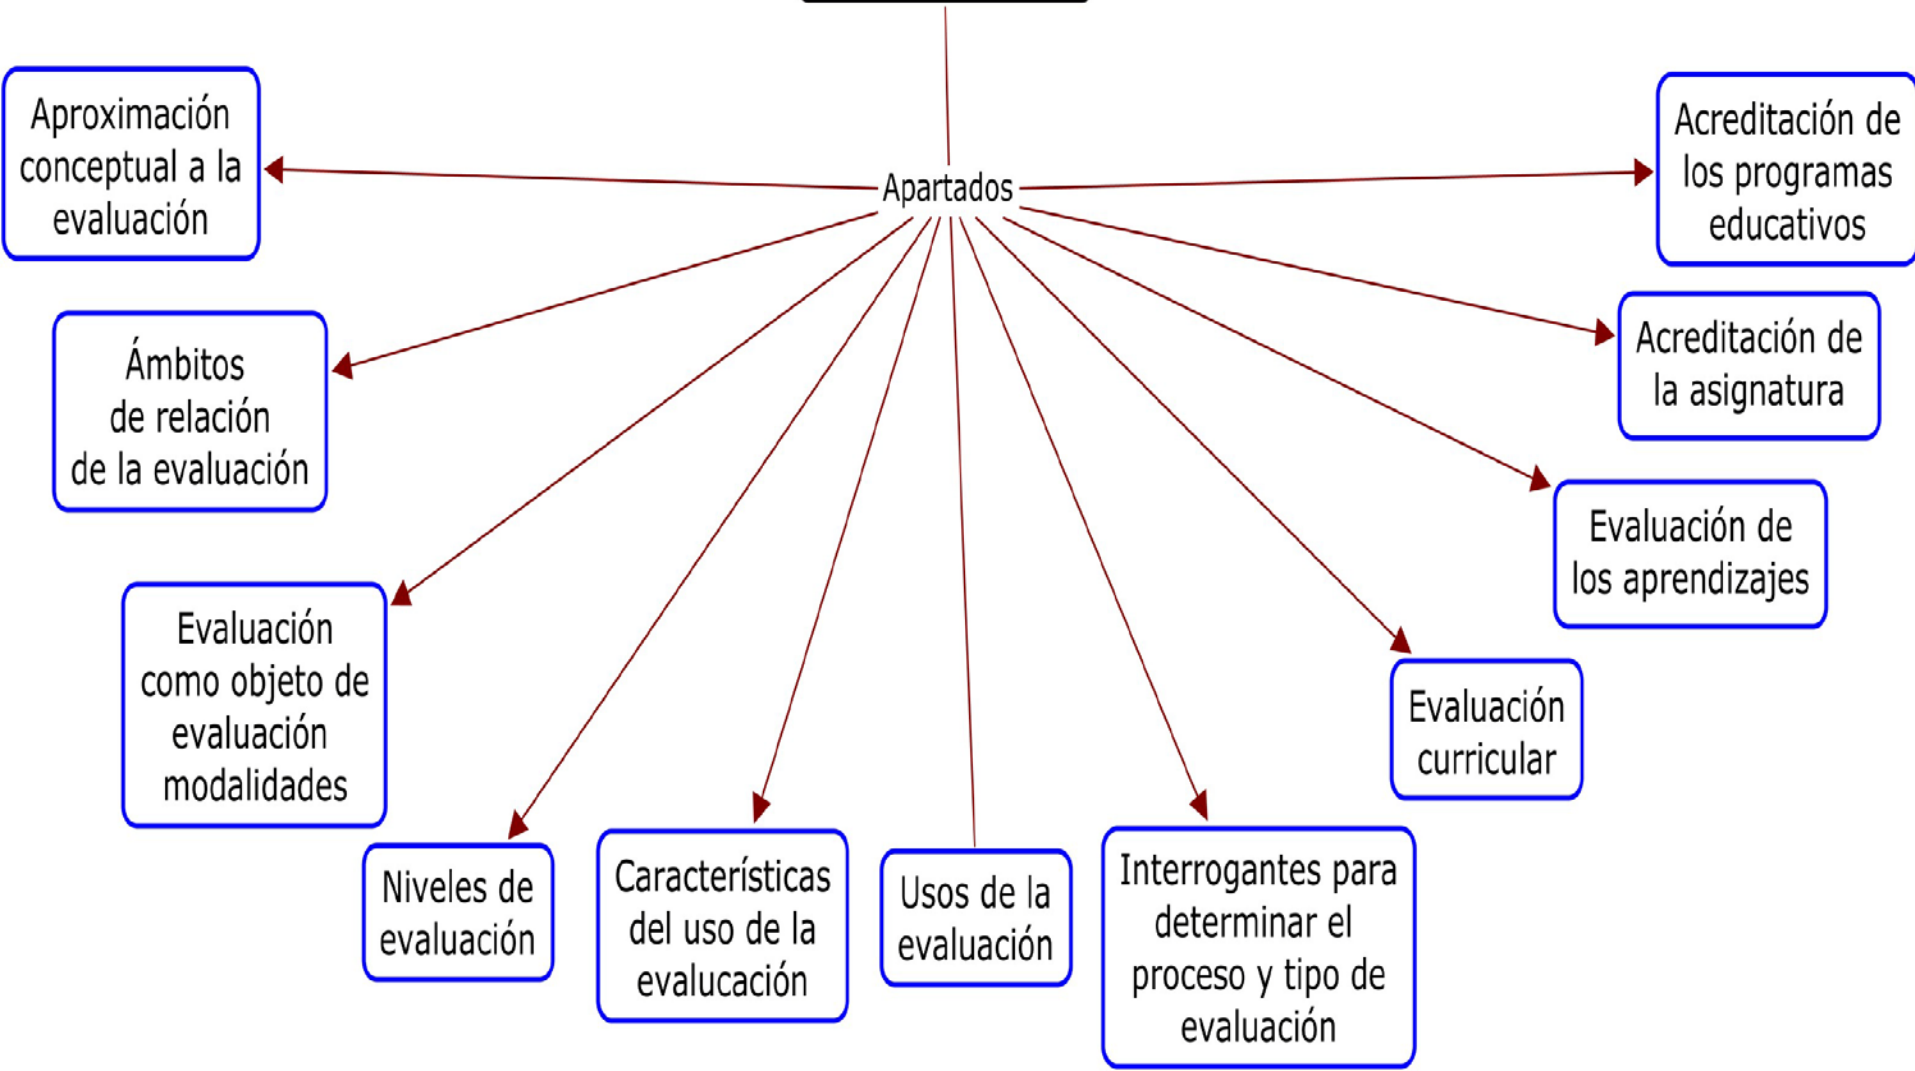 Apartados
Aproximación
conceptual a la
evaluación
Ámbitos
de relación
de la evaluación
Evaluación
como objeto de
evaluación
modalidades
Niveles de
evaluación
Característícas
del uso de la
evalucación
Usos de la
evaluación
Interrogantes para
determinar el
proceso y tipo de
evaluación
Evaluación
curricular
Evaluación de
los aprendizajes
Acreditación de
la asignatura
Acreditación de
los programas
educativos